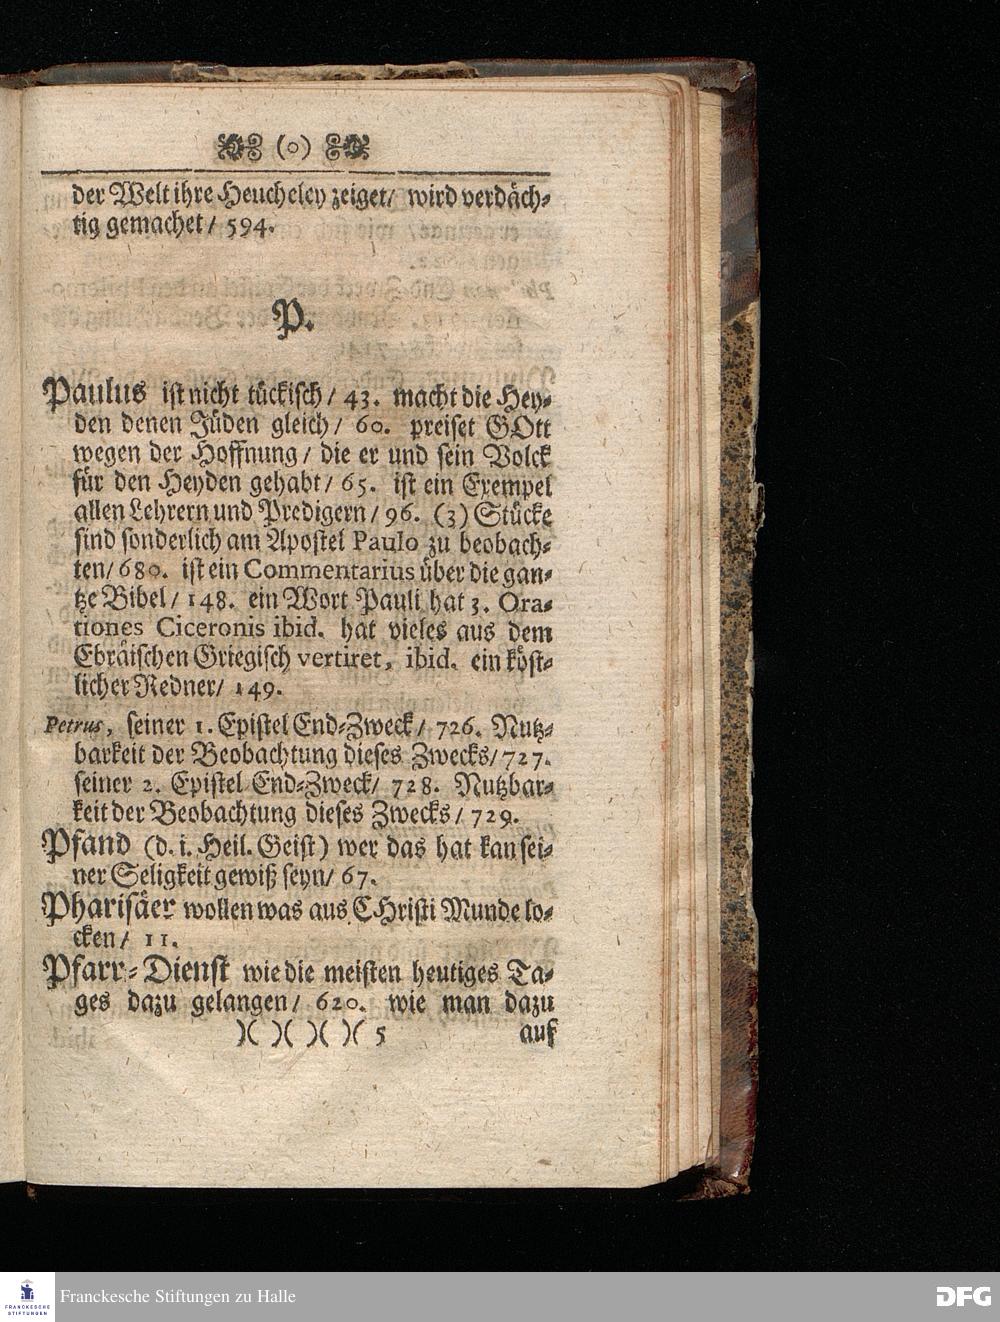 (o)
der Welt ihre Heucheley zeiget/ wird verdäch-
tig gemachet/ 594.
P.
Paulus ist nicht tückisch/ 43. macht die Hey-
den denen Jüden gleich/ 60. preiset GOtt
wegen der Hoffnung/ die er und sein Volck
für den Heyden gehabt/ 65. ist ein Exempel
allen Lehrern und Predigern/ 96. (3) Stücke
sind sonderlich am Apostel Paulo zu beobach-
ten/ 680. ist ein Commentarius über die gan-
tze Bibel/ 148. ein Wort Pauli hat 3. Ora-
tiones Ciceronis ibid. hat vieles aus dem
Ebräischen Griegisch vertiret, ibid. ein köst-
licher Redner/ 149.
Petrus, seiner 1. Epistel End-Zweck/ 726. Nutz-
barkeit der Beobachtung dieses Zwecks/ 727.
seiner 2. Epistel End-Zweck/ 728. Nutzbar-
keit der Beobachtung dieses Zwecks/ 729.
Pfand (d. i. Heil. Geist) wer das hat kan sei-
ner Seligkeit gewiß seyn/ 67.
Pharisäer wollen was aus CHristi Munde lo-
cken/ 11.
Pfarr-Dienst wie die meisten heutiges Ta-
ges dazu gelangen/ 620. wie man dazu
)( )( )( )( 5 auf
FRANCKESCHE
STIFTUNGEN
Franckesche Stiftungen zu Halle
DFG